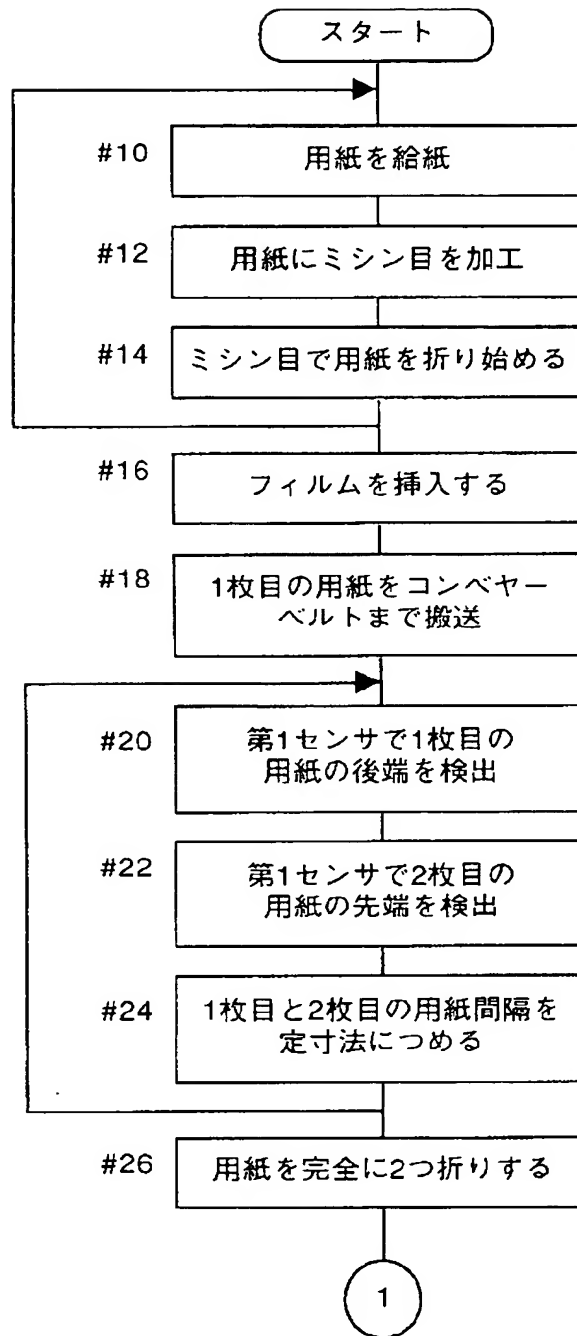 スタート
#10 用紙を給紙
#12 用紙にミシン目を加工
#14 ミシン目で用紙を折り始める
#16 フィルムを挿入する
#18 1枚目の用紙をコンベヤー
ベルトまで搬送
#20 第1センサで1枚目の
用紙の後端を検出
#22 第1センサで2枚目の
用紙の先端を検出
#24 1枚目と2枚目の用紙間隔を
定寸法につめる
#26 用紙を完全に2つ折りする
1